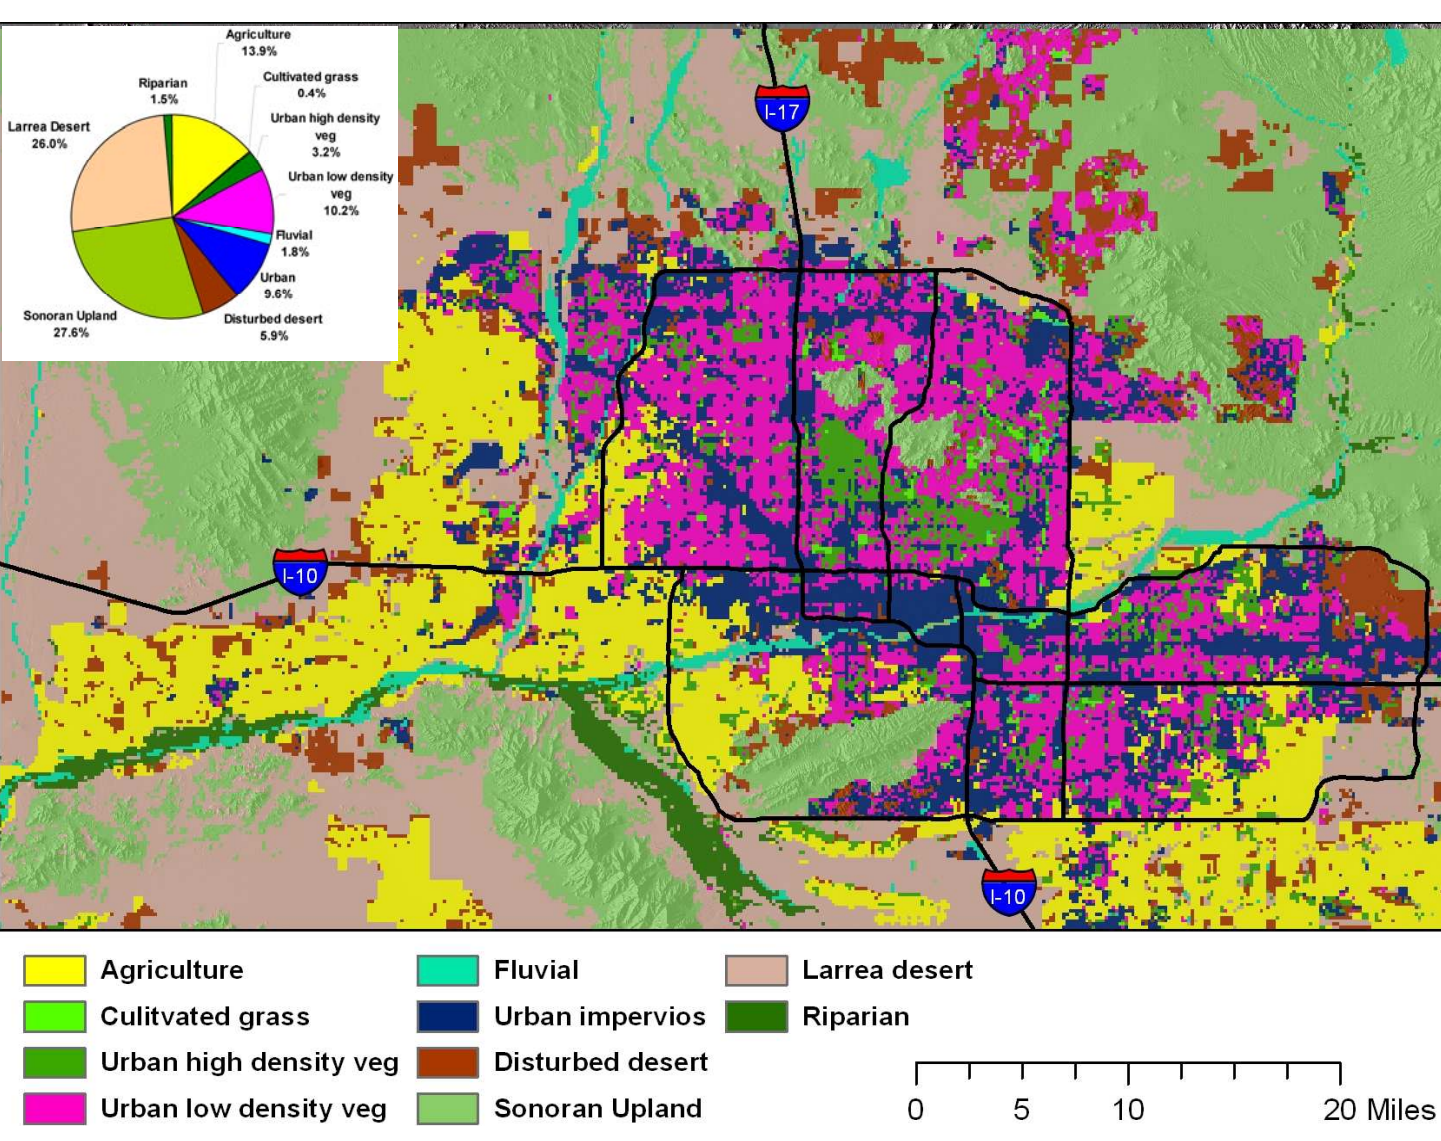 Agriculture
13.9%
Cultivated grass
0.4%
Riparian
1.5%
Urban high density
veg
3.2%
Larrea Desert
26.0%
Urban low density
veg
10.2%
Fluvial
1.8%
Urban
9.6%
Sonoran Upland
27.6%
Disturbed desert
5.9%
I-17
I-10
I-10
Agriculture
Culitvated grass
Urban high density veg
Urban low density veg
Fluvial
Urban impervios
Disturbed desert
Sonoran Upland
Larrea desert
Riparian
0 5 10 20 Miles